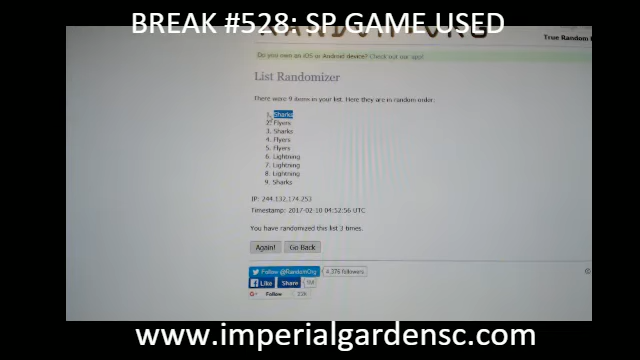 BREAK #528: SP GAME USED
True Random
Do you own an iOS or Android device? Check out our app!
List Randomizer
There were 9 items in your list. Here they are in random order:
1. Sharks
2. Flyers
3. Sharks
4. Flyers
5. Flyers
6. Lightning
7. Lightning
8. Lightning
9. Sharks
IP: 244.132.174.253
Timestamp: 2017-02-10 04:52:56 UTC
You have randomized this list 3 times.
Again! Go Back
Follow @RandomOrg 4,376 followers
Like Share
Follow
www.imperialgardensc.com